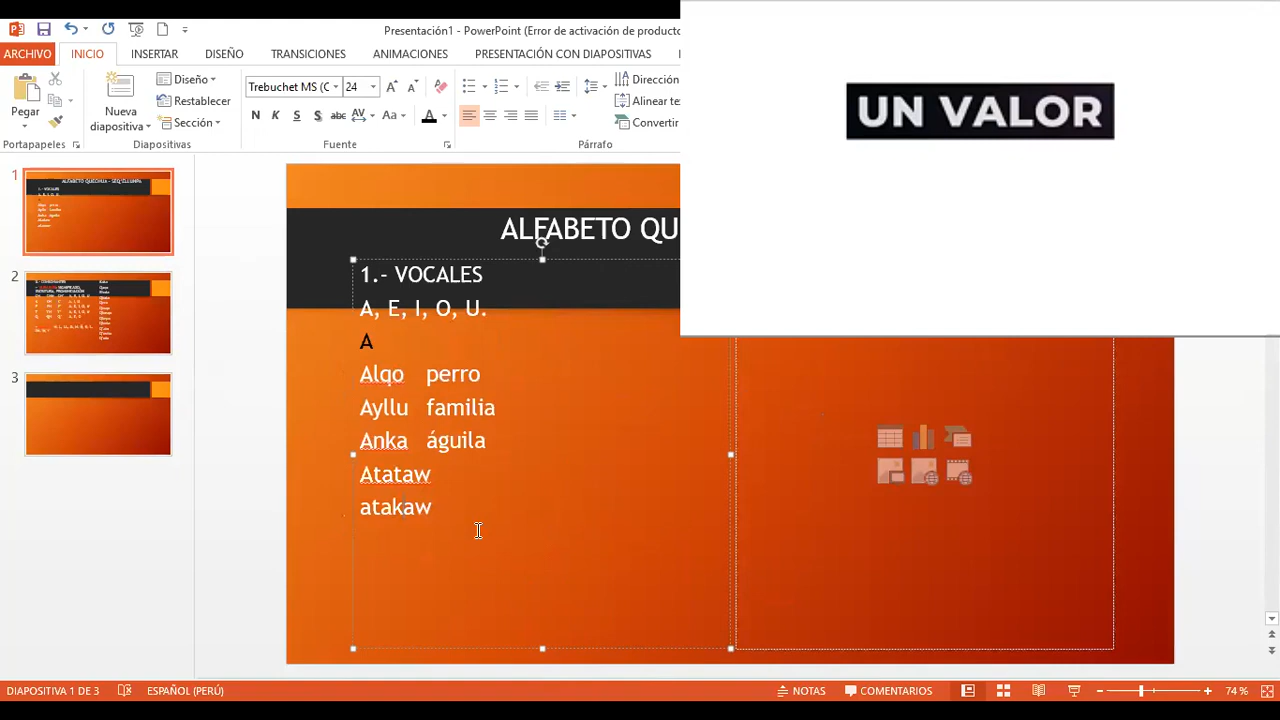 Presentación1 - PowerPoint (Error de activación de producto
ARCHIVO INICIO INSERTAR DISEÑO TRANSICIONES ANIMACIONES PRESENTACIÓN CON DIAPOSITIVAS
UN VALOR
Pegar
Nueva diapositiva
Diseño
Restablecer
Sección
Trebuchet MS (C 24
N K S S abc AV Aa
Dirección
Alinear te
Convertir
Portapapeles Diapositivas Fuente Párrafo
1
2
3
ALFABETO QU
1.- VOCALES
A, E, I, O, U.
A
Alqo perro
Ayllu familia
Anka águila
Atataw
atakaw
DIAPOSITIVA 1 DE 3 ESPAÑOL (PERÚ) NOTAS COMENTARIOS 74 %